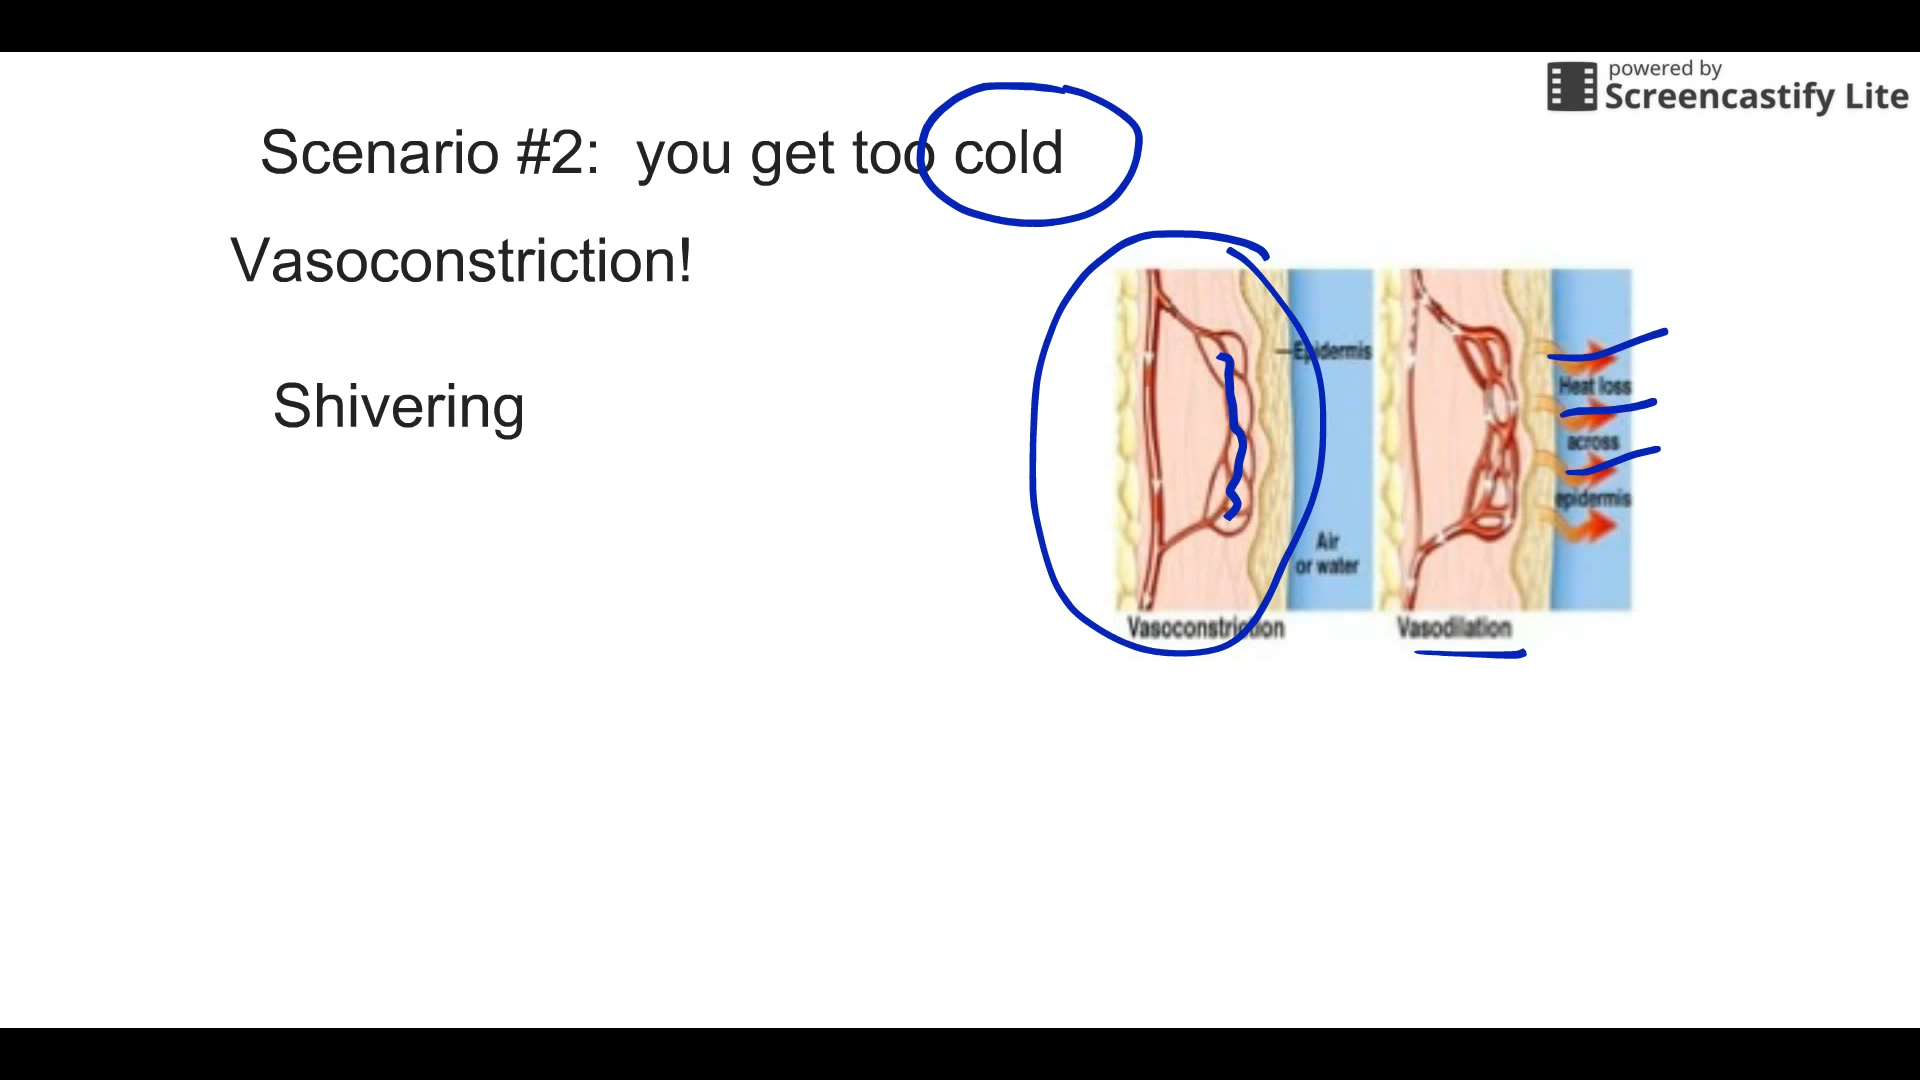 powered by
Screencastify Lite
Scenario #2: you get too cold
Vasoconstriction!
Shivering
Epidermis
Air
or water
Vasoconstriction
Heat loss
across
epidermis
Vasodilation